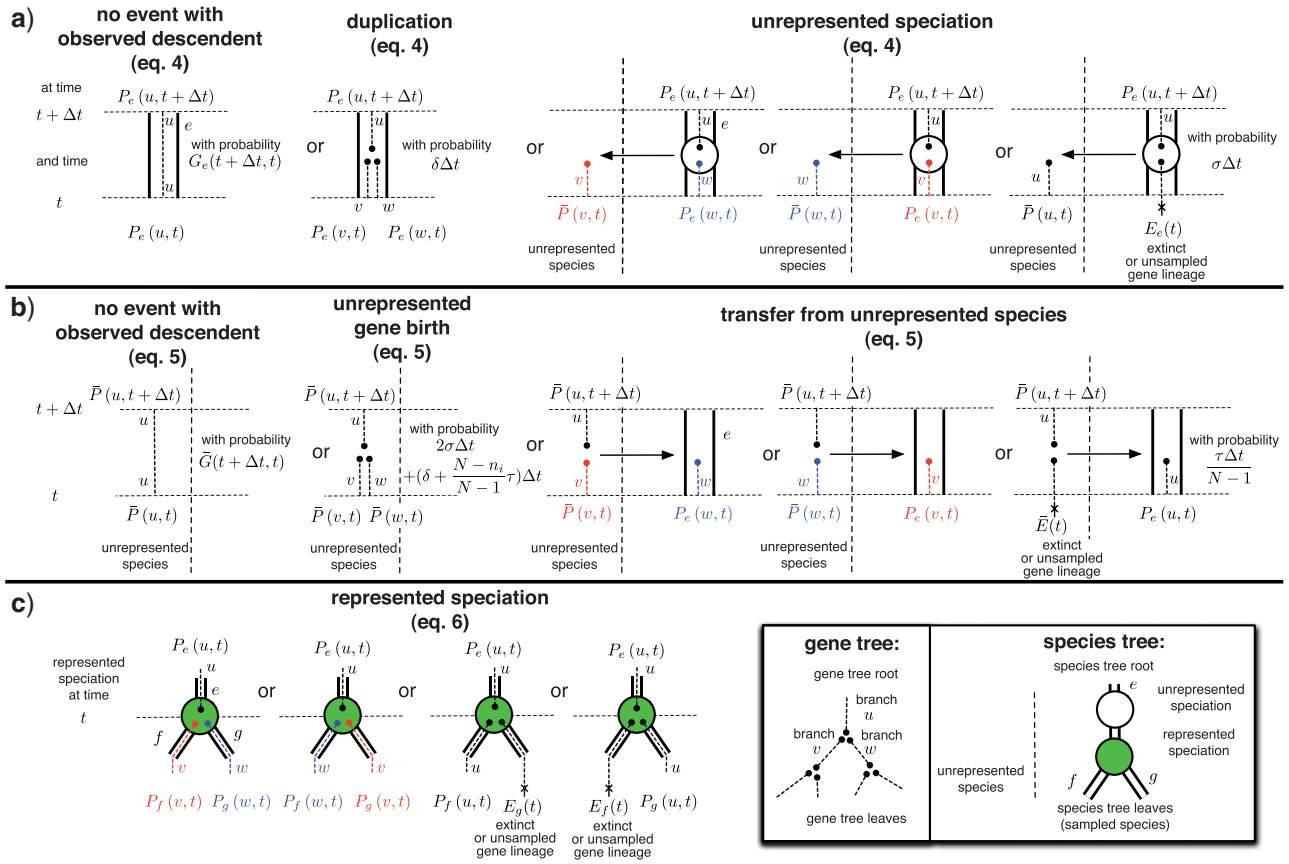 a)
no event with
observed descendent
(eq. 4)
duplication
(eq. 4)
unrepresented speciation
(eq. 4)
at time
t + Δt
and time
t
P_e (u, t + Δt)
u
e
with probability
G_e(t + Δt, t)
u
P_e (u, t)
or
P_e (u, t + Δt)
u
with probability
δΔt
v
w
P_e (v, t)
P_e (w, t)
or
P_e (u, t + Δt)
u
e
v
w
P̄ (v, t)
P_e (w, t)
unrepresented
species
or
P_e (u, t + Δt)
u
w
v
P̄ (w, t)
P_e (v, t)
unrepresented
species
or
P_e (u, t + Δt)
u
with probability
σΔt
u
P̄ (u, t)
E_e(t)
unrepresented
species
extinct
or unsampled
gene lineage
b)
no event with
observed descendent
(eq. 5)
unrepresented
gene birth
(eq. 5)
transfer from unrepresented species
(eq. 5)
t + Δt
t
P̄ (u, t + Δt)
u
with probability
Ḡ(t + Δt, t)
u
P̄ (u, t)
unrepresented
species
or
P̄ (u, t + Δt)
u
with probability
2σΔt
+(δ + (N − n_i)/(N − 1) τ)Δt
v
w
P̄ (v, t)
P̄ (w, t)
unrepresented
species
or
P̄ (u, t + Δt)
u
e
v
w
P̄ (v, t)
P_e (w, t)
or
P̄ (u, t + Δt)
u
w
v
P̄ (w, t)
P_e (v, t)
unrepresented
species
or
P̄ (u, t + Δt)
u
with probability
τΔt
N − 1
u
Ē(t)
P_e (u, t)
extinct
or unsampled
gene lineage
c)
represented speciation
(eq. 6)
represented
speciation
at time
t
P_e (u, t)
u
e
f
g
v
w
P_f (v, t)
P_g (w, t)
or
P_e (u, t)
u
w
v
P_f (w, t)
P_g (v, t)
or
P_e (u, t)
u
u
P_f (u, t)
E_g(t)
extinct
or unsampled
gene lineage
or
P_e (u, t)
u
u
E_f(t)
P_g (u, t)
extinct
or unsampled
gene lineage
gene tree:
gene tree root
branch
u
branch
v
branch
w
gene tree leaves
species tree:
species tree root
e
unrepresented
speciation
represented
speciation
unrepresented
species
f
g
species tree leaves
(sampled species)